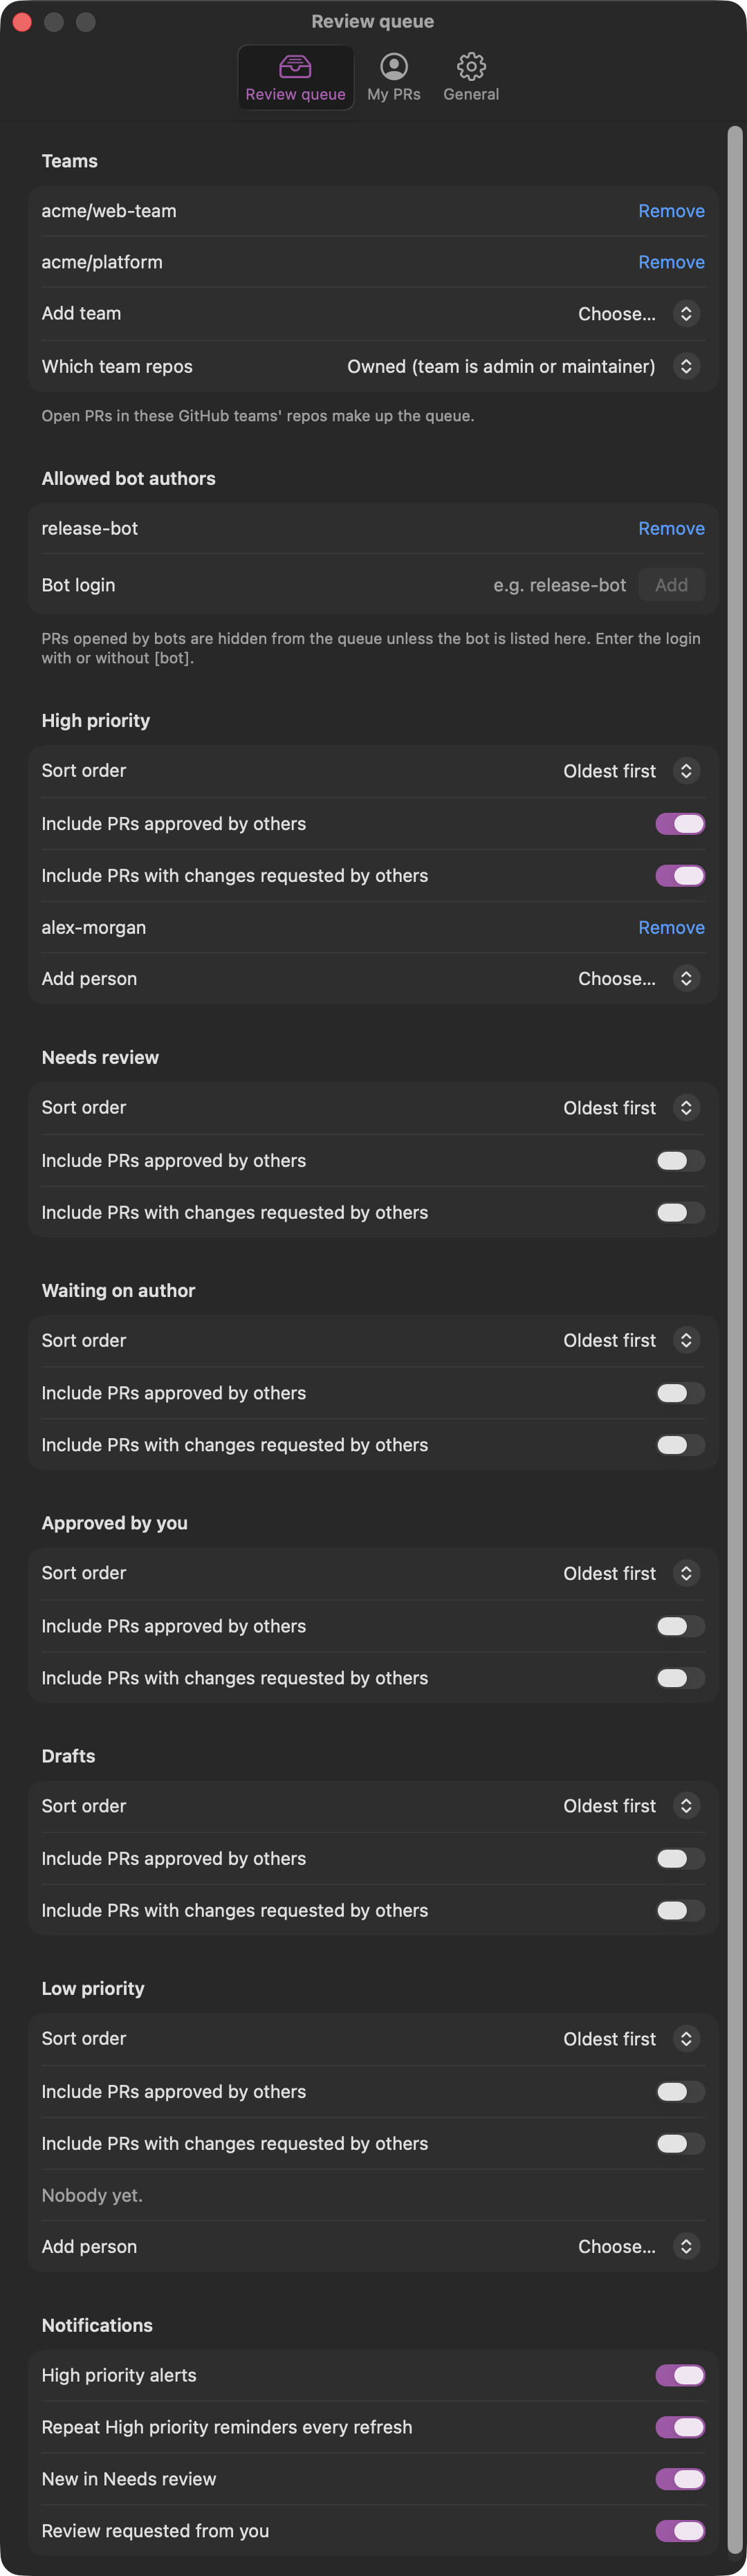 Review queue
Review queue
My PRs
General
Teams
acme/web-team
Remove
acme/platform
Remove
Add team
Choose...
Which team repos
Owned (team is admin or maintainer)
Open PRs in these GitHub teams' repos make up the queue.
Allowed bot authors
release-bot
Remove
Bot login
e.g. release-bot
Add
PRs opened by bots are hidden from the queue unless the bot is listed here. Enter the login
with or without [bot].
High priority
Sort order
Oldest first
Include PRs approved by others
Include PRs with changes requested by others
alex-morgan
Remove
Add person
Choose...
Needs review
Sort order
Oldest first
Include PRs approved by others
Include PRs with changes requested by others
Waiting on author
Sort order
Oldest first
Include PRs approved by others
Include PRs with changes requested by others
Approved by you
Sort order
Oldest first
Include PRs approved by others
Include PRs with changes requested by others
Drafts
Sort order
Oldest first
Include PRs approved by others
Include PRs with changes requested by others
Low priority
Sort order
Oldest first
Include PRs approved by others
Include PRs with changes requested by others
Nobody yet.
Add person
Choose...
Notifications
High priority alerts
Repeat High priority reminders every refresh
New in Needs review
Review requested from you